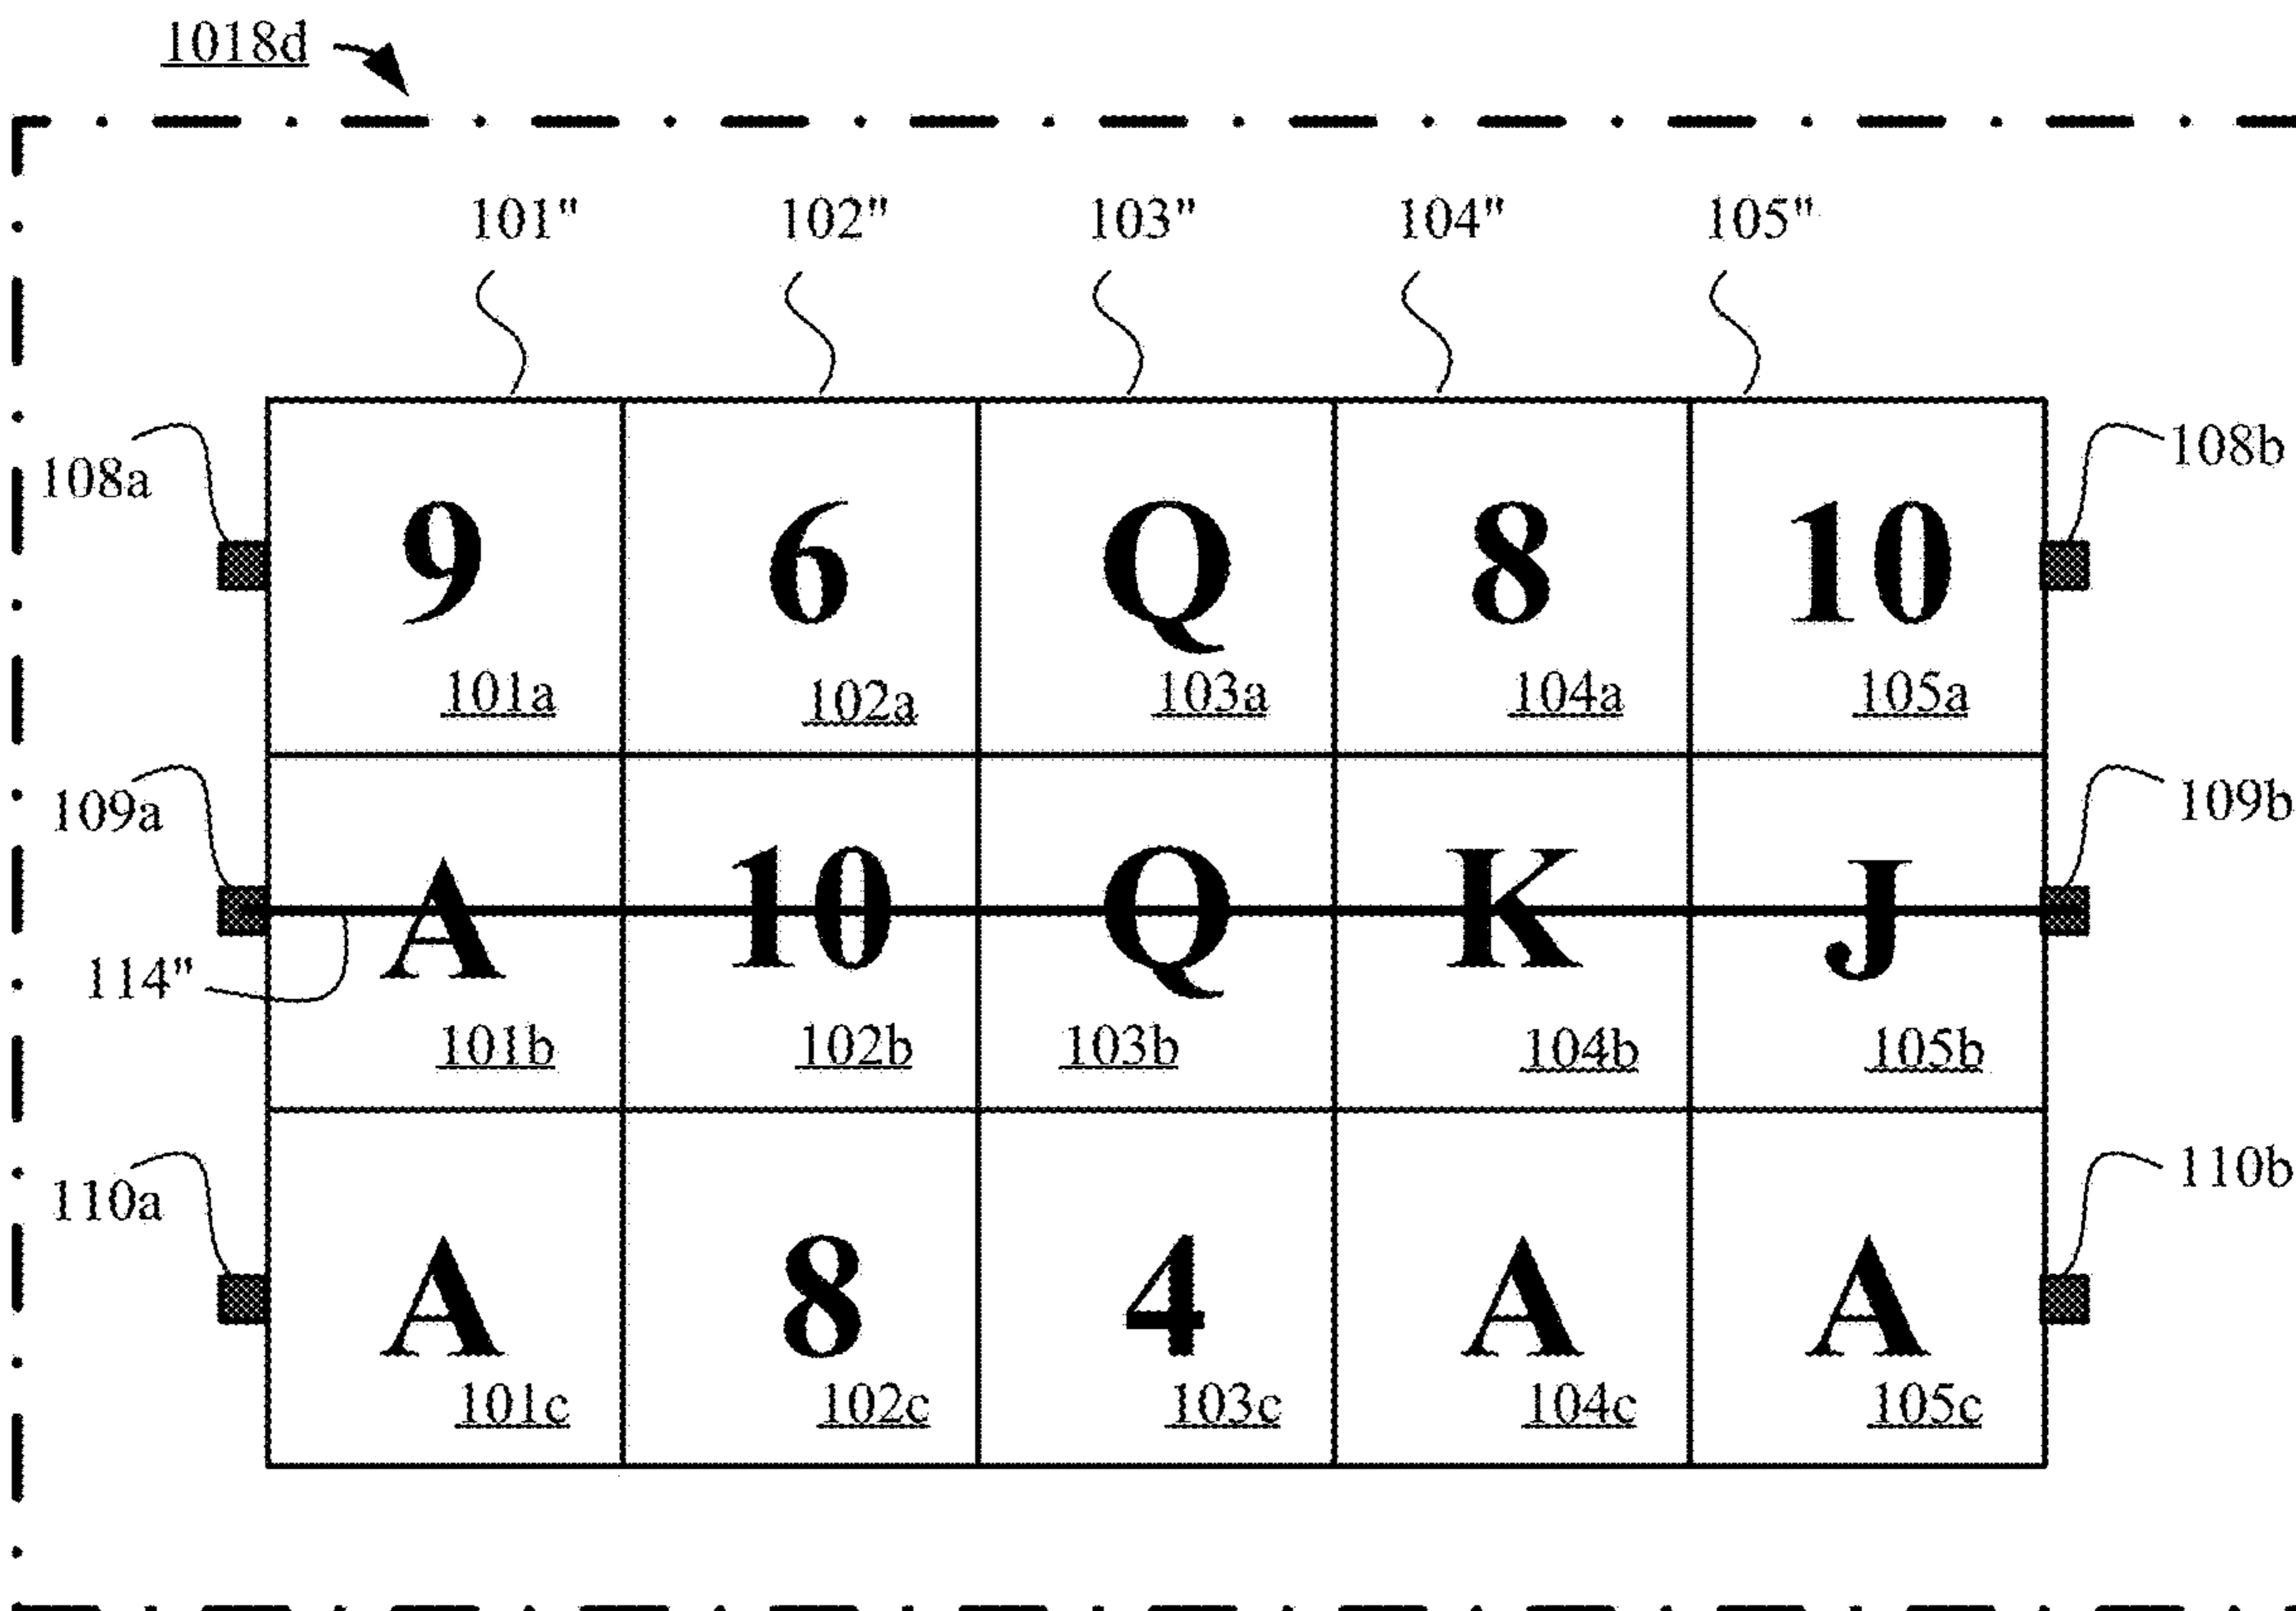 1018d
101" 102" 103" 104" 105"
108a 108b
9 6 Q 8 10
101a 102a 103a 104a 105a
109a 109b
A 10 Q K J
114"
101b 102b 103b 104b 105b
110a 110b
A 8 4 A A
101c 102c 103c 104c 105c